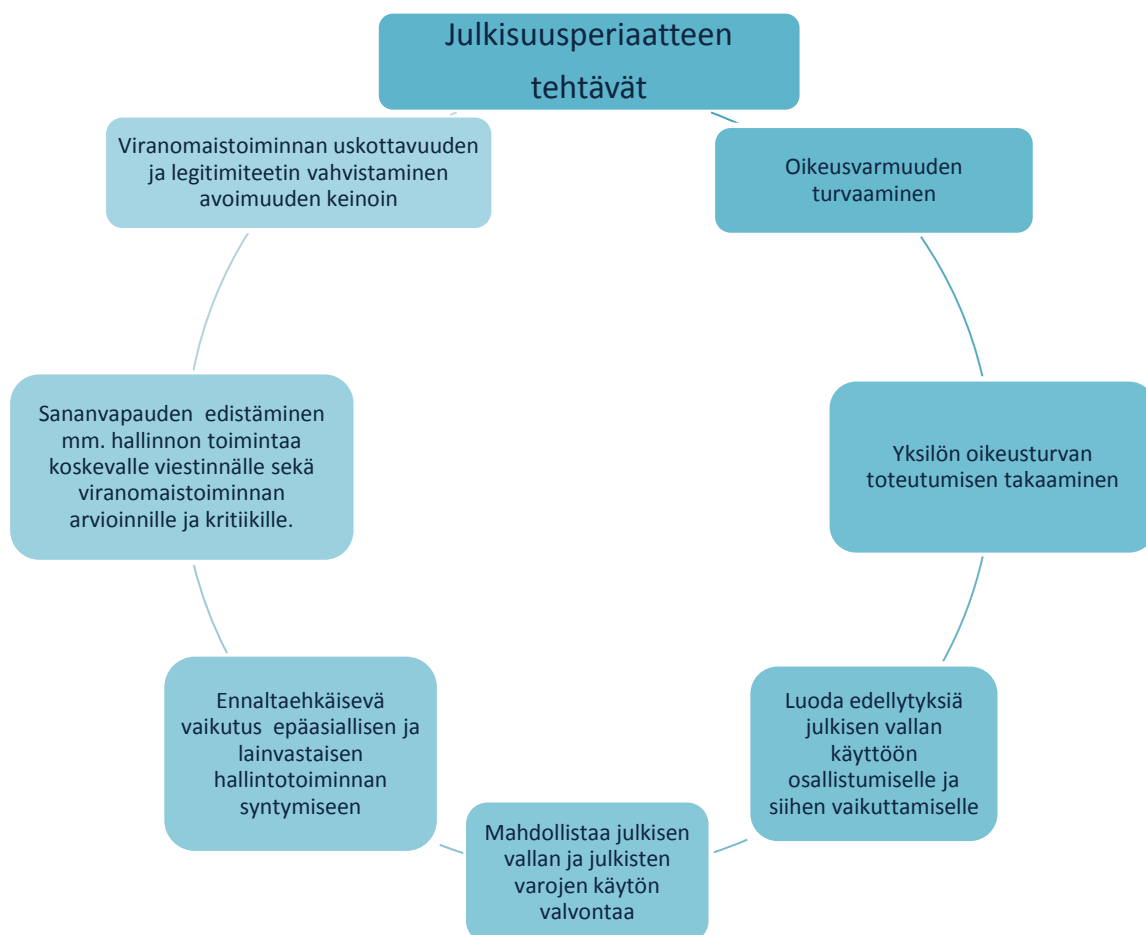 Julkisuusperiaatteen
tehtävät
Oikeusvarmuuden
turvaaminen
Yksilön oikeusturvan
toteutumisen takaaminen
Luoda edellytyksiä
julkisen vallan
käyttöön
osallistumiselle ja
siihen vaikuttamiselle
Mahdollistaa julkisen
vallan ja julkisten
varojen käytön
valvontaa
Ennaltaehkäisevä
vaikutus epäasiallisen ja
lainvastaisen
hallintotoiminnan
syntymiseen
Sananvapauden edistäminen
mm. hallinnon toimintaa
koskevalle viestinnälle sekä
viranomaistoiminnan
arvioinnille ja kritiikille.
Viranomaistoiminnan uskottavuuden
ja legitimiteetin vahvistaminen
avoimuuden keinoin